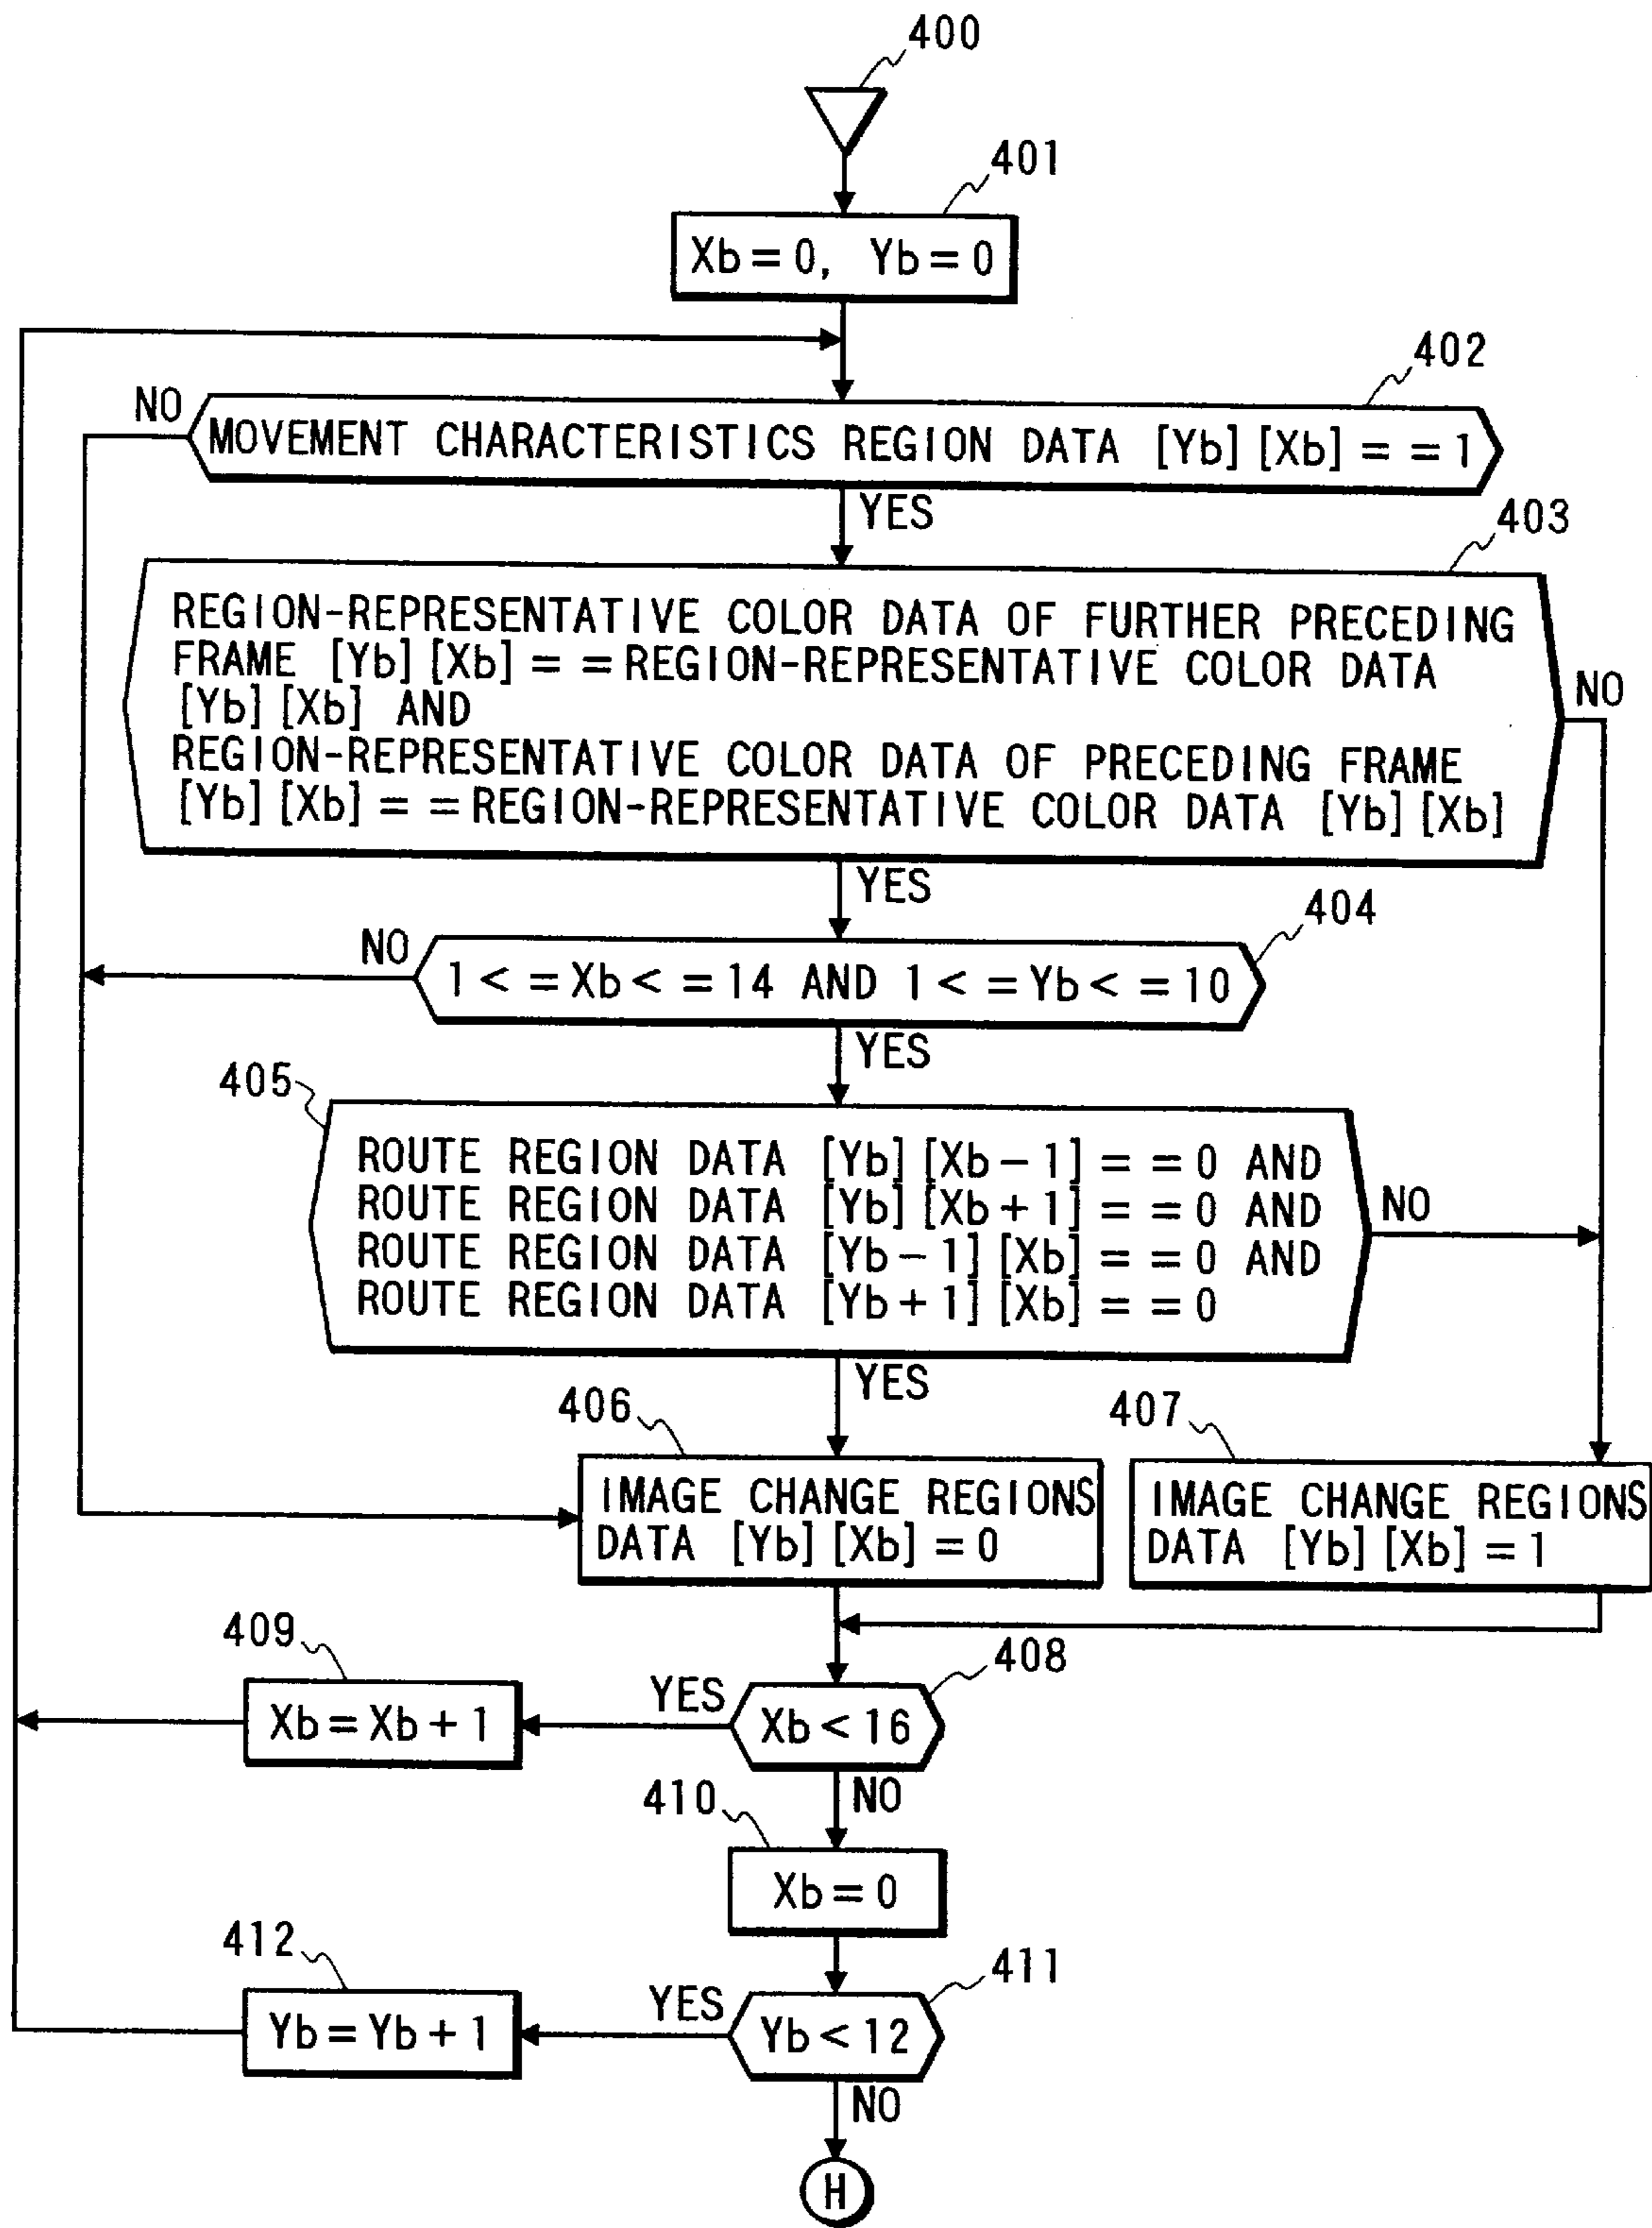 400
401
Xb = 0, Yb = 0
402
NO
MOVEMENT CHARACTERISTICS REGION DATA [Yb] [Xb] = = 1
YES
403
REGION-REPRESENTATIVE COLOR DATA OF FURTHER PRECEDING
FRAME [Yb] [Xb] = = REGION-REPRESENTATIVE COLOR DATA
[Yb] [Xb] AND
REGION-REPRESENTATIVE COLOR DATA OF PRECEDING FRAME
[Yb] [Xb] = = REGION-REPRESENTATIVE COLOR DATA [Yb] [Xb]
NO
YES
404
NO
1 < = Xb < = 14 AND 1 < = Yb < = 10
YES
405
ROUTE REGION DATA [Yb] [Xb - 1] = = 0 AND
ROUTE REGION DATA [Yb] [Xb + 1] = = 0 AND
ROUTE REGION DATA [Yb - 1] [Xb] = = 0 AND
ROUTE REGION DATA [Yb + 1] [Xb] = = 0
NO
YES
406
IMAGE CHANGE REGIONS
DATA [Yb] [Xb] = 0
407
IMAGE CHANGE REGIONS
DATA [Yb] [Xb] = 1
408
Xb < 16
YES
409
Xb = Xb + 1
NO
410
Xb = 0
411
Yb < 12
YES
412
Yb = Yb + 1
NO
H